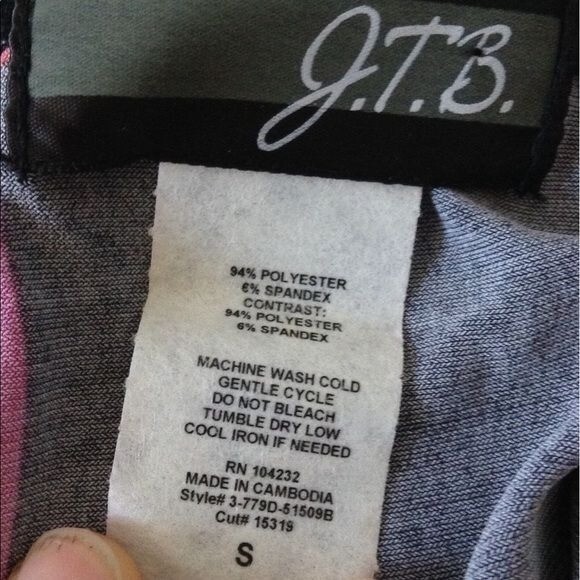 J.T.B.
94% POLYESTER
6% SPANDEX
CONTRAST:
94% POLYESTER
6% SPANDEX
MACHINE WASH COLD
GENTLE CYCLE
DO NOT BLEACH
TUMBLE DRY LOW
COOL IRON IF NEEDED
RN 104232
MADE IN CAMBODIA
Style# 3-779D-51509B
Cut# 15319
S